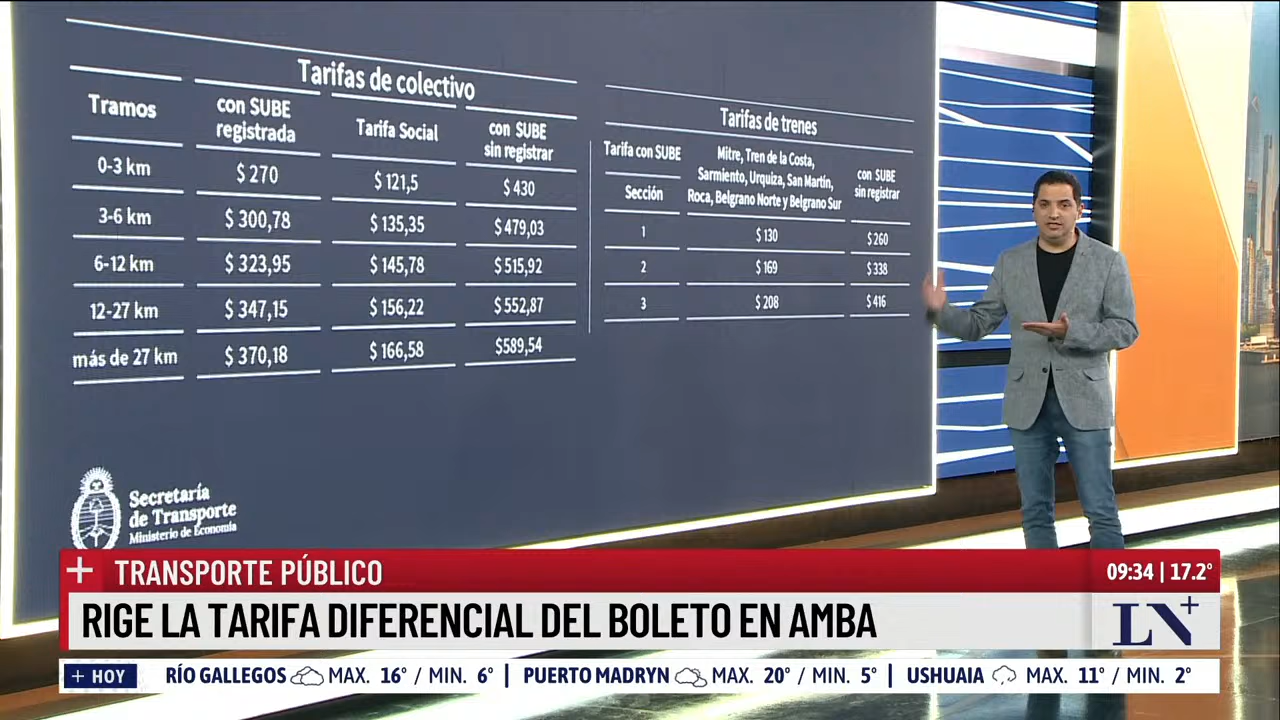 Tarifas de colectivo
Tramos
con SUBE
registrada
Tarifa Social
con SUBE
sin registrar
0-3 km
$ 270
$ 121,5
$ 430
3-6 km
$ 300,78
$ 135,35
$ 479,03
6-12 km
$ 323,95
$ 145,78
$ 515,92
12-27 km
$ 347,15
$ 156,22
$ 552,87
más de 27 km
$ 370,18
$ 166,58
$589,54
Tarifas de trenes
Tarifa con SUBE
Sección
Mitre, Tren de la Costa,
Sarmiento, Urquiza, San Martín,
Roca, Belgrano Norte y Belgrano Sur
con SUBE
sin registrar
1
$ 130
$ 260
2
$ 169
$ 338
3
$ 208
$ 416
Secretaría
de Transporte
Ministerio de Economía
+ TRANSPORTE PÚBLICO
09:34 | 17.2°
RIGE LA TARIFA DIFERENCIAL DEL BOLETO EN AMBA
LN+
+ HOY
RÍO GALLEGOS MAX. 16° / MIN. 6° | PUERTO MADRYN MAX. 20° / MIN. 5° | USHUAIA MAX. 11° / MIN. 2°